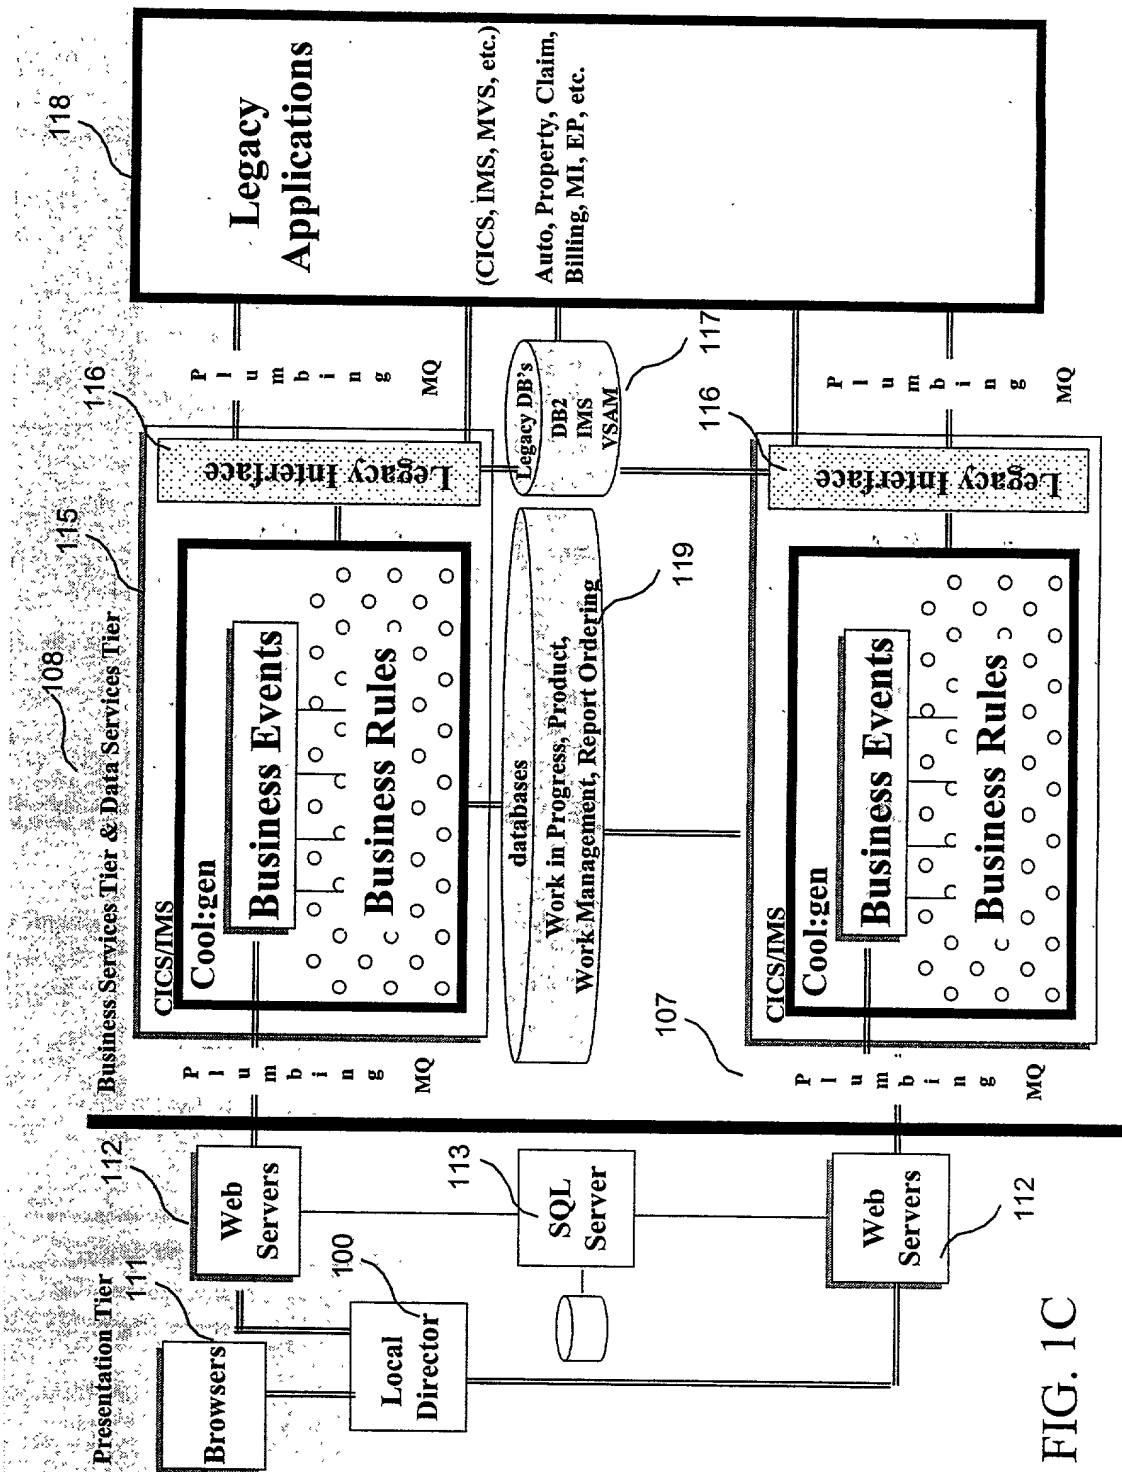 Presentation Tier
Business Services Tier & Data Services Tier
108
111
Browsers
112
Web
Servers
100
Local
Director
113
SQL
Server
Web
Servers
112
Plumbing
MQ
107
Plumbing
MQ
115
CICS/IMS
Cool:gen
Business Events
Business Rules
116
Legacy Interface
databases
Work in Progress, Product,
Work Management, Report Ordering
119
Legacy DB's
DB2
IMS
VSAM
117
CICS/IMS
Cool:gen
Business Events
Business Rules
116
Legacy Interface
Plumbing
MQ
Plumbing
MQ
118
Legacy
Applications
(CICS, IMS, MVS, etc.)
Auto, Property, Claim,
Billing, MI, EP, etc.
FIG. 1C